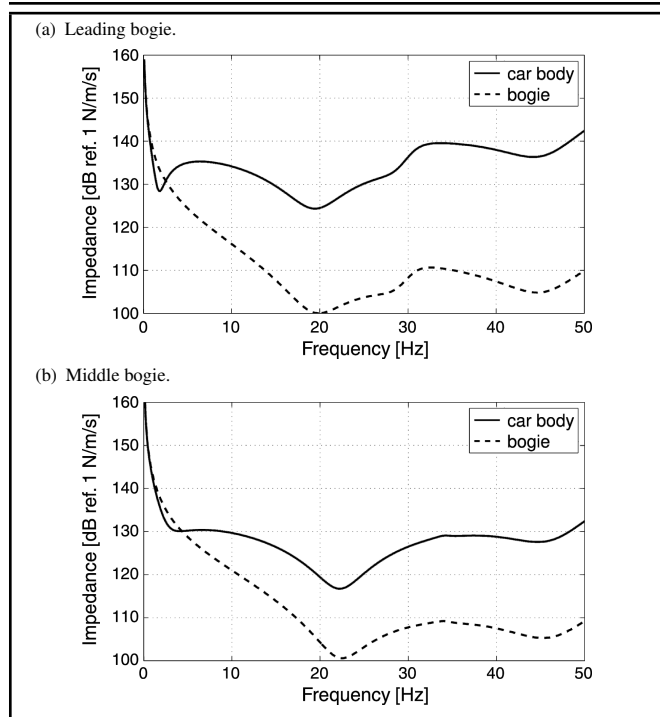 (a) Leading bogie.
160
150
140
130
120
110
100
Impedance [dB ref. 1 N/m/s]
car body
bogie
0 10 20 30 40 50
Frequency [Hz]
(b) Middle bogie.
160
150
140
130
120
110
100
Impedance [dB ref. 1 N/m/s]
car body
bogie
0 10 20 30 40 50
Frequency [Hz]